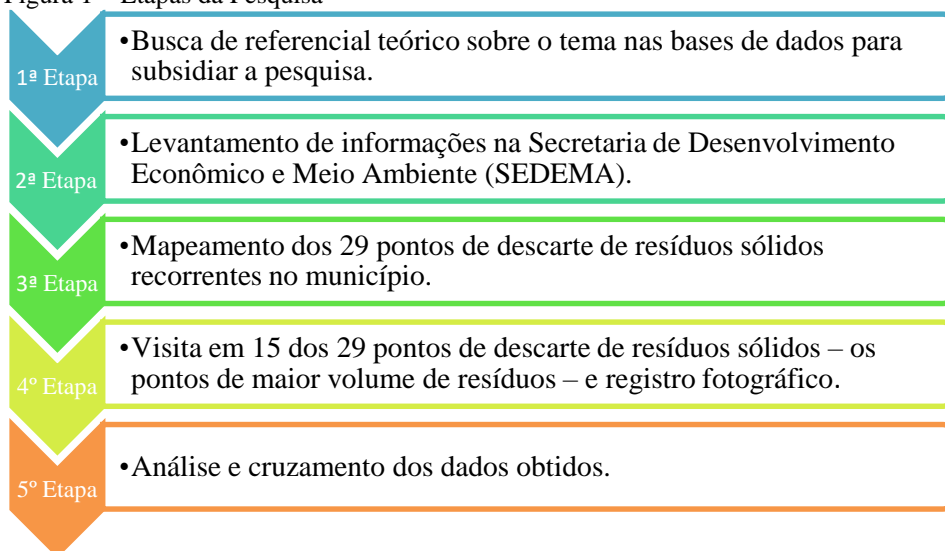 Figura 1 – Etapas da Pesquisa
1ª Etapa
•Busca de referencial teórico sobre o tema nas bases de dados para
subsidiar a pesquisa.
2ª Etapa
•Levantamento de informações na Secretaria de Desenvolvimento
Econômico e Meio Ambiente (SEDEMA).
3ª Etapa
•Mapeamento dos 29 pontos de descarte de resíduos sólidos
recorrentes no município.
4º Etapa
•Visita em 15 dos 29 pontos de descarte de resíduos sólidos – os
pontos de maior volume de resíduos – e registro fotográfico.
5º Etapa
•Análise e cruzamento dos dados obtidos.